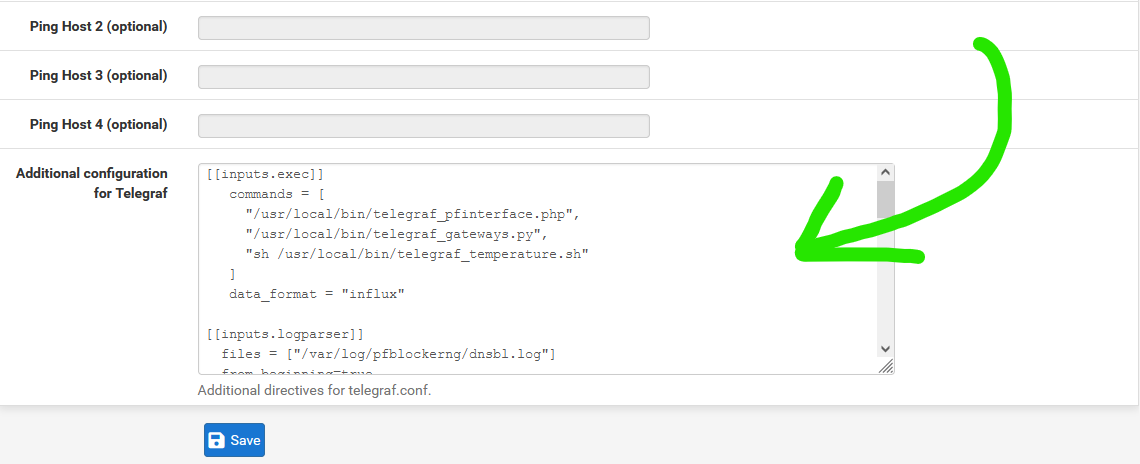 Ping Host 2 (optional)
Ping Host 3 (optional)
Ping Host 4 (optional)
Additional configuration
for Telegraf
[[inputs.exec]]
   commands = [
     "/usr/local/bin/telegraf_pfinterface.php",
     "/usr/local/bin/telegraf_gateways.py",
     "sh /usr/local/bin/telegraf_temperature.sh"
   ]
   data_format = "influx"
[[inputs.logparser]]
  files = ["/var/log/pfblockerng/dnsbl.log"]
  from_beginning=true
Additional directives for telegraf.conf.
Save